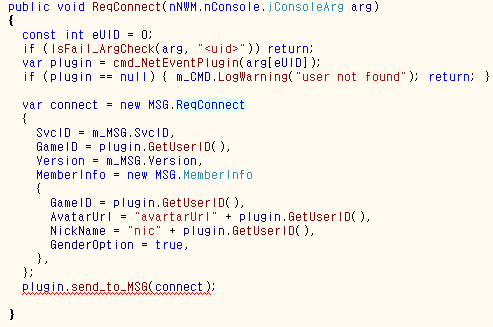 public void ReqConnect(nNWM.nConsole.jConsoleArg arg)
{
const int eUID = 0;
if (IsFail_ArgCheck(arg, "<uid>")) return;
var plugin = cmd_NetEventPlugin(arg[eUID]);
if (plugin == null) { m_CMD.LogWarning("user not found"); return; }
var connect = new MSG.ReqConnect
{
SvcID = m_MSG.SvcID,
GameID = plugin.GetUserID(),
Version = m_MSG.Version,
MemberInfo = new MSG.MemberInfo
{
GameID = plugin.GetUserID(),
AvatarUrl = "avartarUrl" + plugin.GetUserID(),
NickName = "nic" + plugin.GetUserID(),
GenderOption = true,
},
};
plugin.send_to_MSG(connect);
}